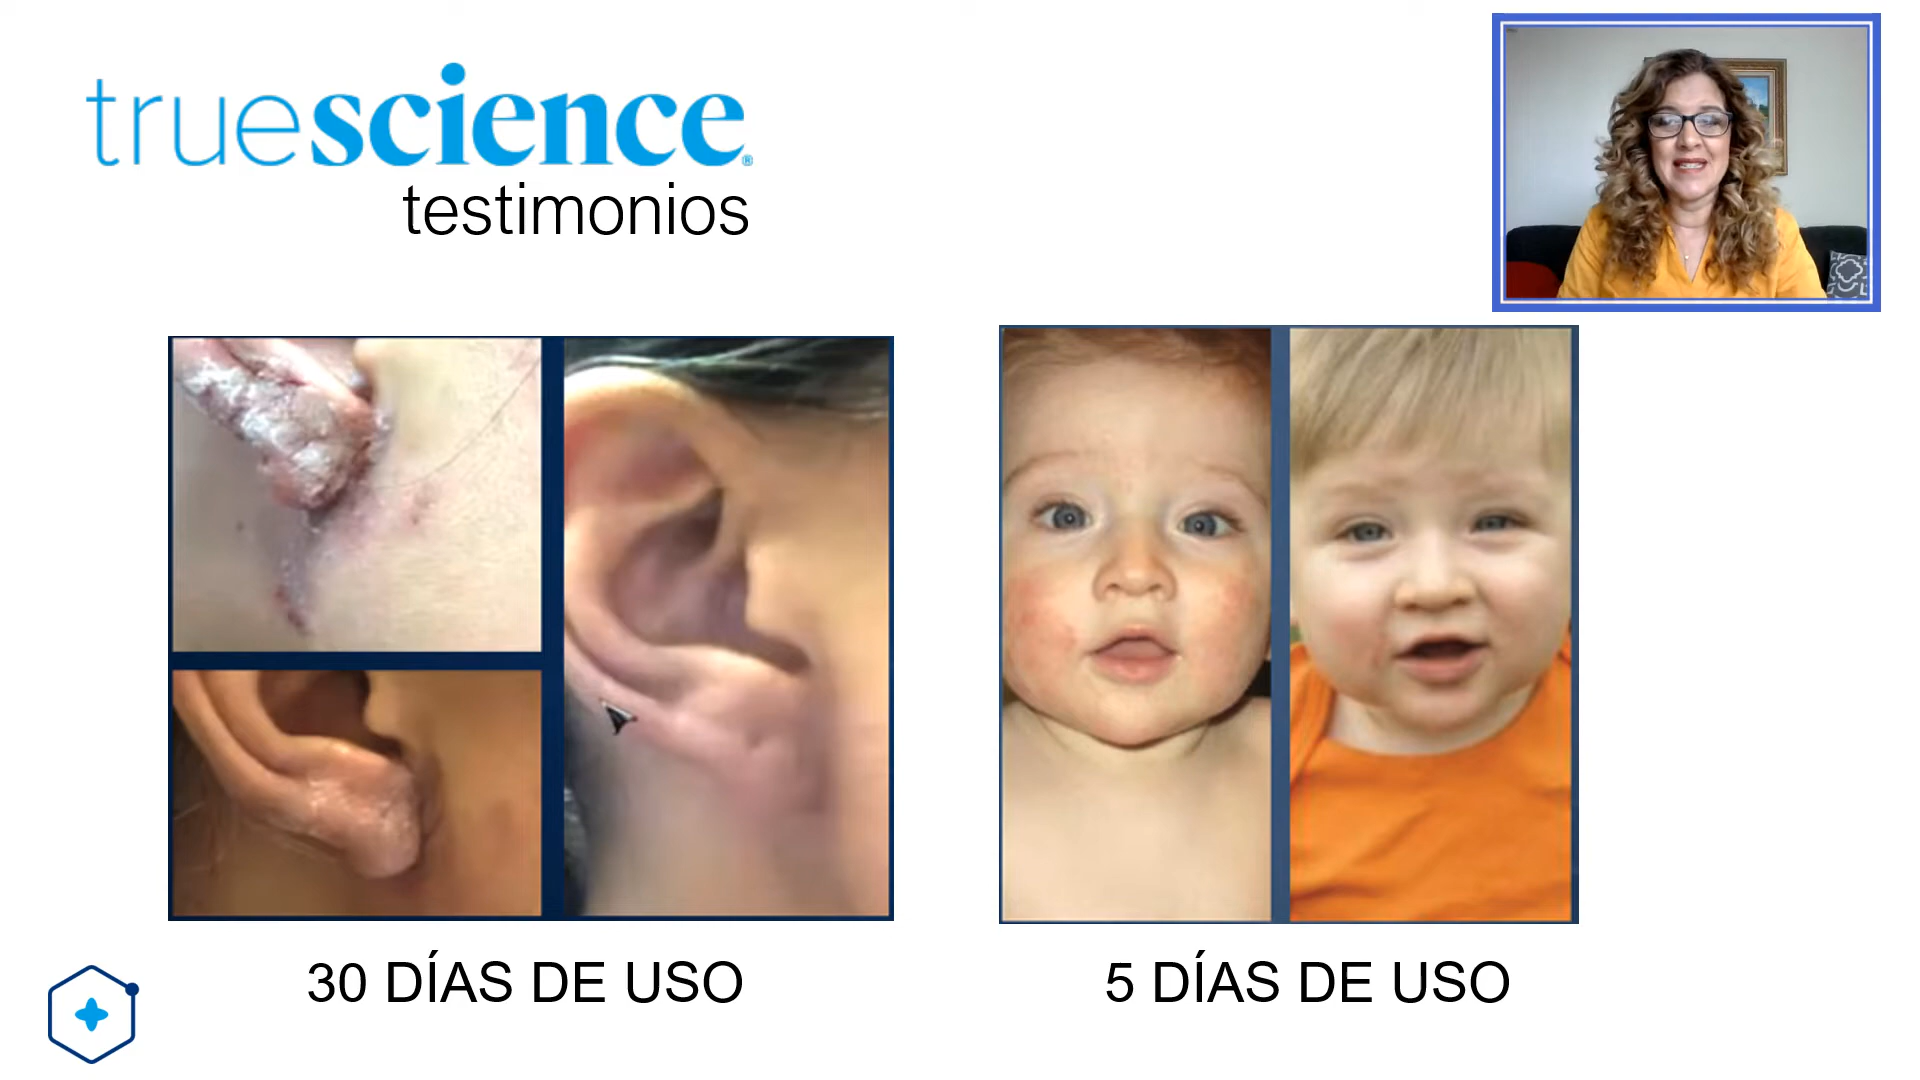 truescience®
testimonios
30 DÍAS DE USO
5 DÍAS DE USO